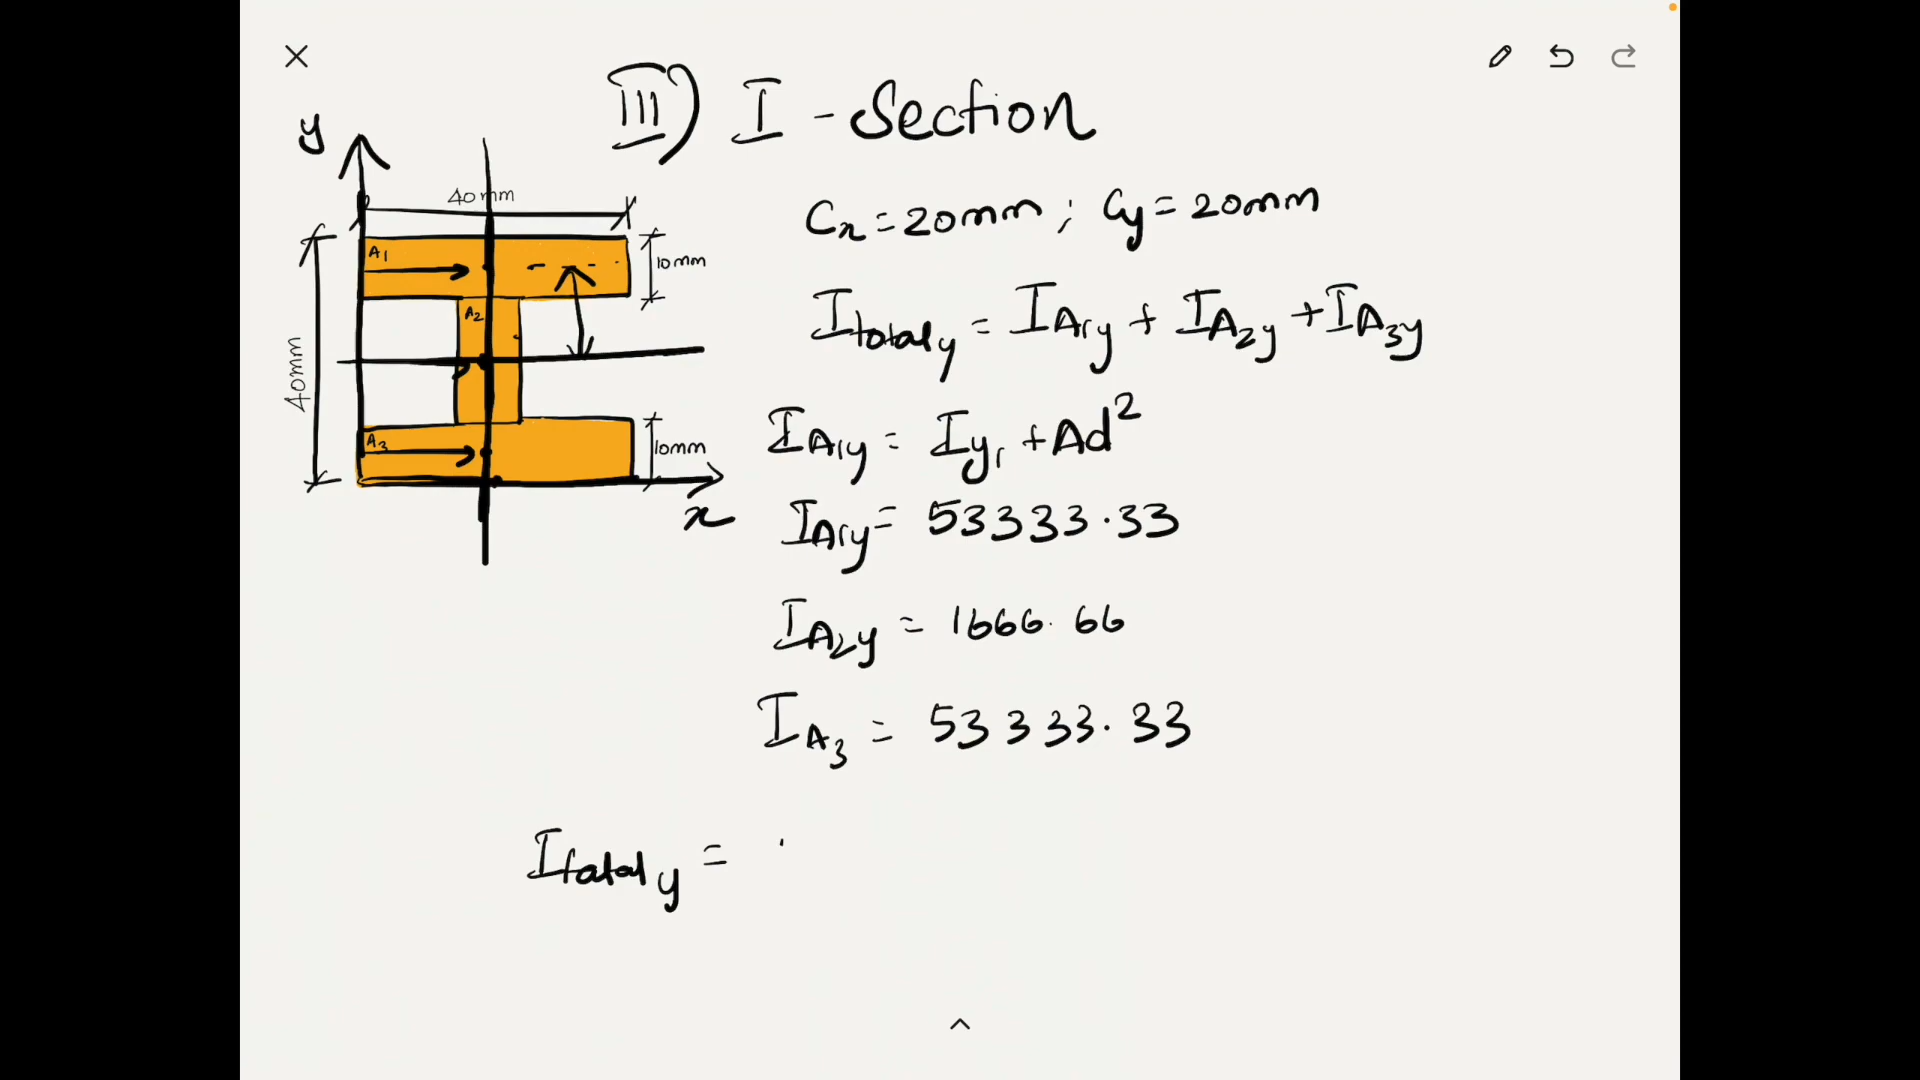 III) I - Section
y
40mm
Cx = 20mm ; Cy = 20mm
A1
10mm
A2
Itotaly = IA1y + IA2y + IA3y
40mm
A3
10mm
IA1y = Iy1 + Ad²
x
IA1y = 53333.33
IA2y = 1666.66
IA3 = 53333.33
Itotaly =